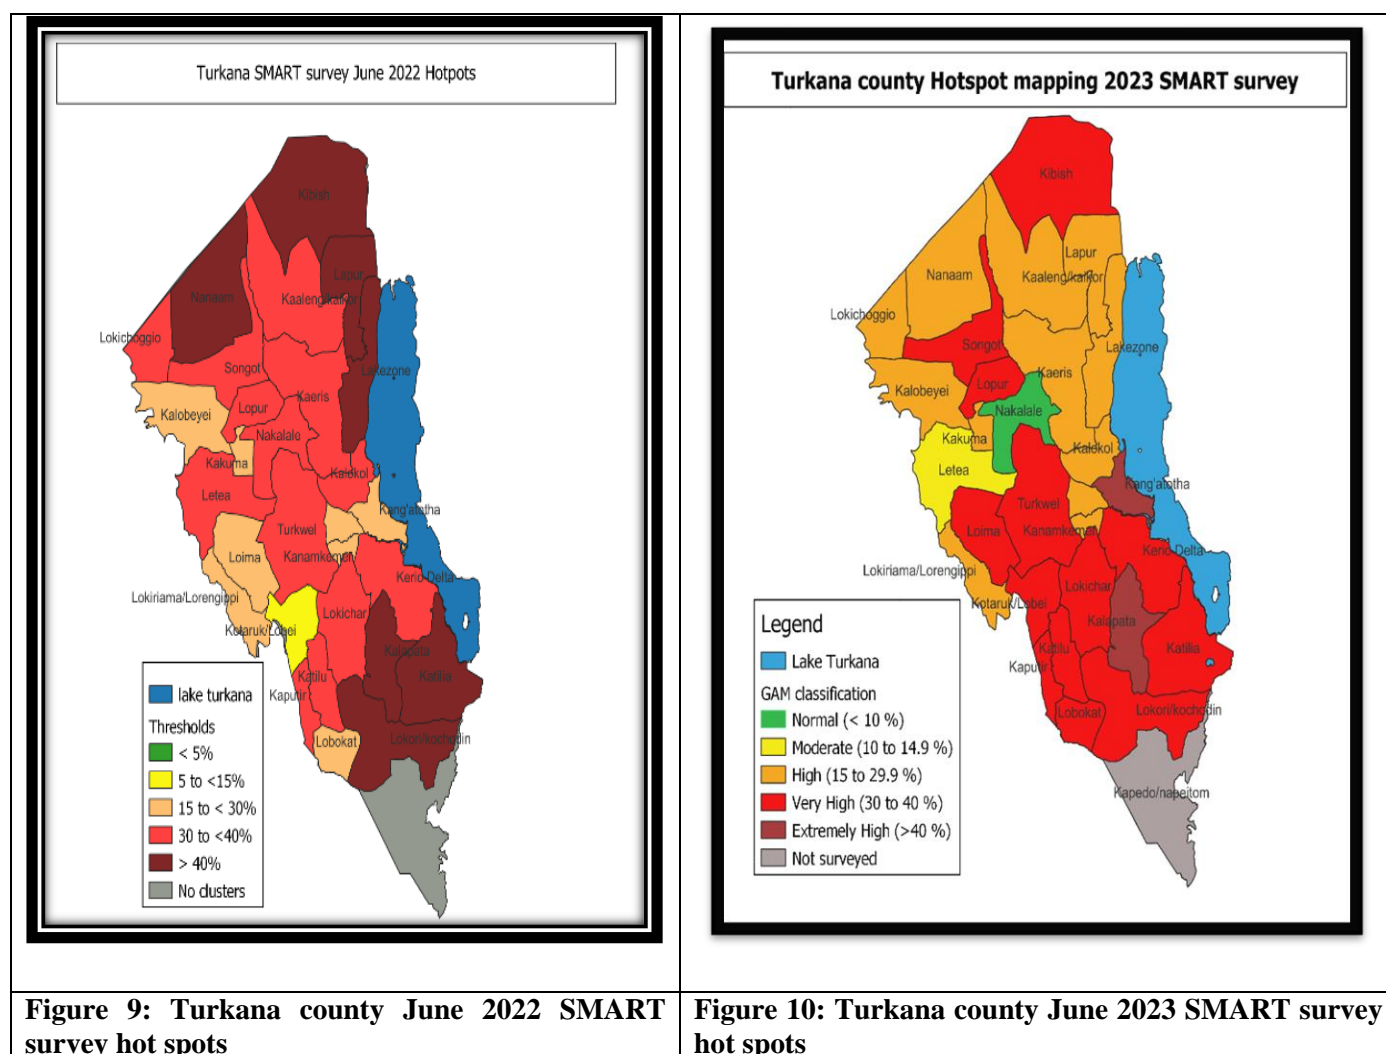 Turkana SMART survey June 2022 Hotpots
Kibish
Lapur
Nanaam
Kaaleng/kaikor
Lokichoggio
Lakezone
Songot
Kaeris
Kalobeyei
Lopur
Nakalale
Kakuma
Kalokol
Letea
Kang'atotha
Turkwel
Loima
Kanamkemer
Kerio Delta
Lokiriama/Lorengippi
Lokichar
Kotaruk/Lobei
Kalapata
Katilu
Katilia
Kaputir
Lobokat
Lokori/kochodin
lake turkana
Thresholds
< 5%
5 to <15%
15 to < 30%
30 to <40%
> 40%
No clusters
Figure 9: Turkana county June 2022 SMART
survey hot spots
Turkana county Hotspot mapping 2023 SMART survey
Kibish
Lapur
Nanaam
Kaaleng/kaikor
Lokichoggio
Songot
Lakezone
Kaeris
Kalobeyei
Lopur
Nakalale
Kakuma
Kalokol
Letea
Kang'atotha
Turkwel
Loima
Kanamkemer
Kerio Delta
Lokiriama/Lorengippi
Lokichar
Kotaruk/Lobei
Kalapata
Katilu
Katilia
Kaputir
Lobokat
Lokori/kochodin
Kapedo/napeitom
Legend
Lake Turkana
GAM classification
Normal (< 10 %)
Moderate (10 to 14.9 %)
High (15 to 29.9 %)
Very High (30 to 40 %)
Extremely High (>40 %)
Not surveyed
Figure 10: Turkana county June 2023 SMART survey
hot spots